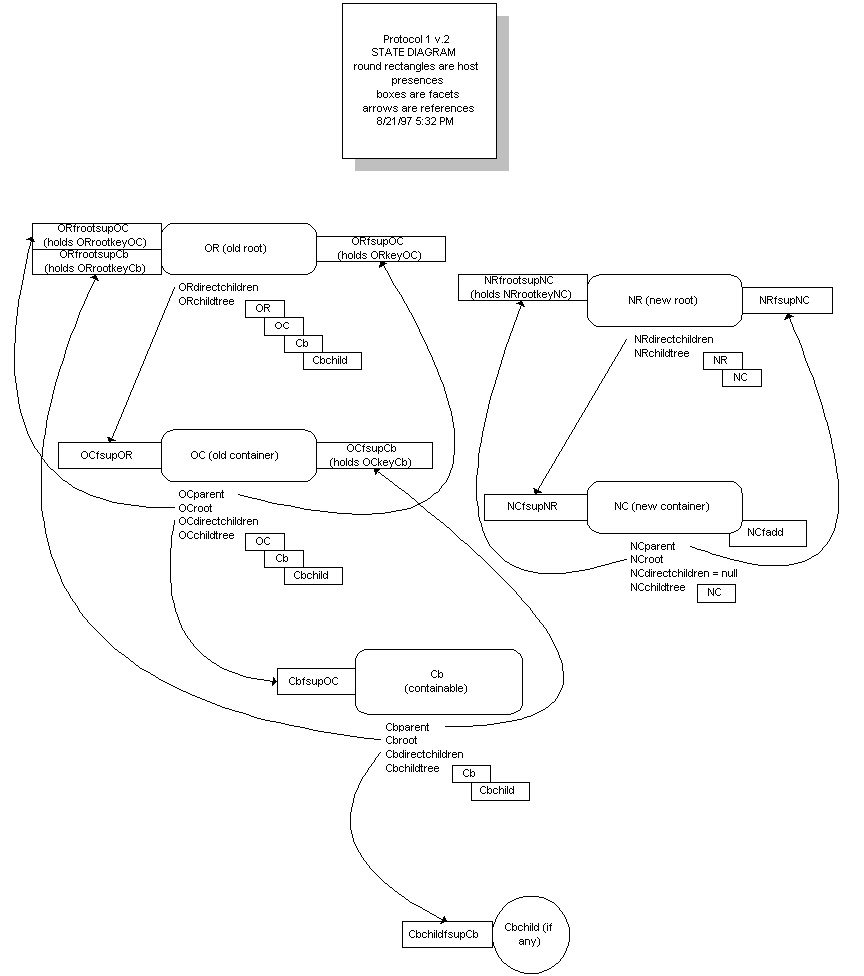 Protocol 1 v.2
STATE DIAGRAM
round rectangles are host
presences
boxes are facets
arrows are references
8/21/97 5:32 PM
ORfrootsupOC
(holds ORrootkeyOC)
ORfrootsupCb
(holds ORrootkeyCb)
OR (old root)
ORfsupOC
(holds ORkeyOC)
ORdirectchildren
ORchildtree
OR
OC
Cb
Cbchild
NRfrootsupNC
(holds NRrootkeyNC)
NR (new root)
NRfsupNC
NRdirectchildren
NRchildtree
NR
NC
OCfsupOR
OC (old container)
OCfsupCb
(holds OCkeyCb)
OCparent
OCroot
OCdirectchildren
OCchildtree
OC
Cb
Cbchild
NCfsupNR
NC (new container)
NCfadd
NCparent
NCroot
NCdirectchildren = null
NCchildtree
NC
CbfsupOC
Cb
(containable)
Cbparent
Cbroot
Cbdirectchildren
Cbchildtree
Cb
Cbchild
CbchildfsupCb
Cbchild (if
any)